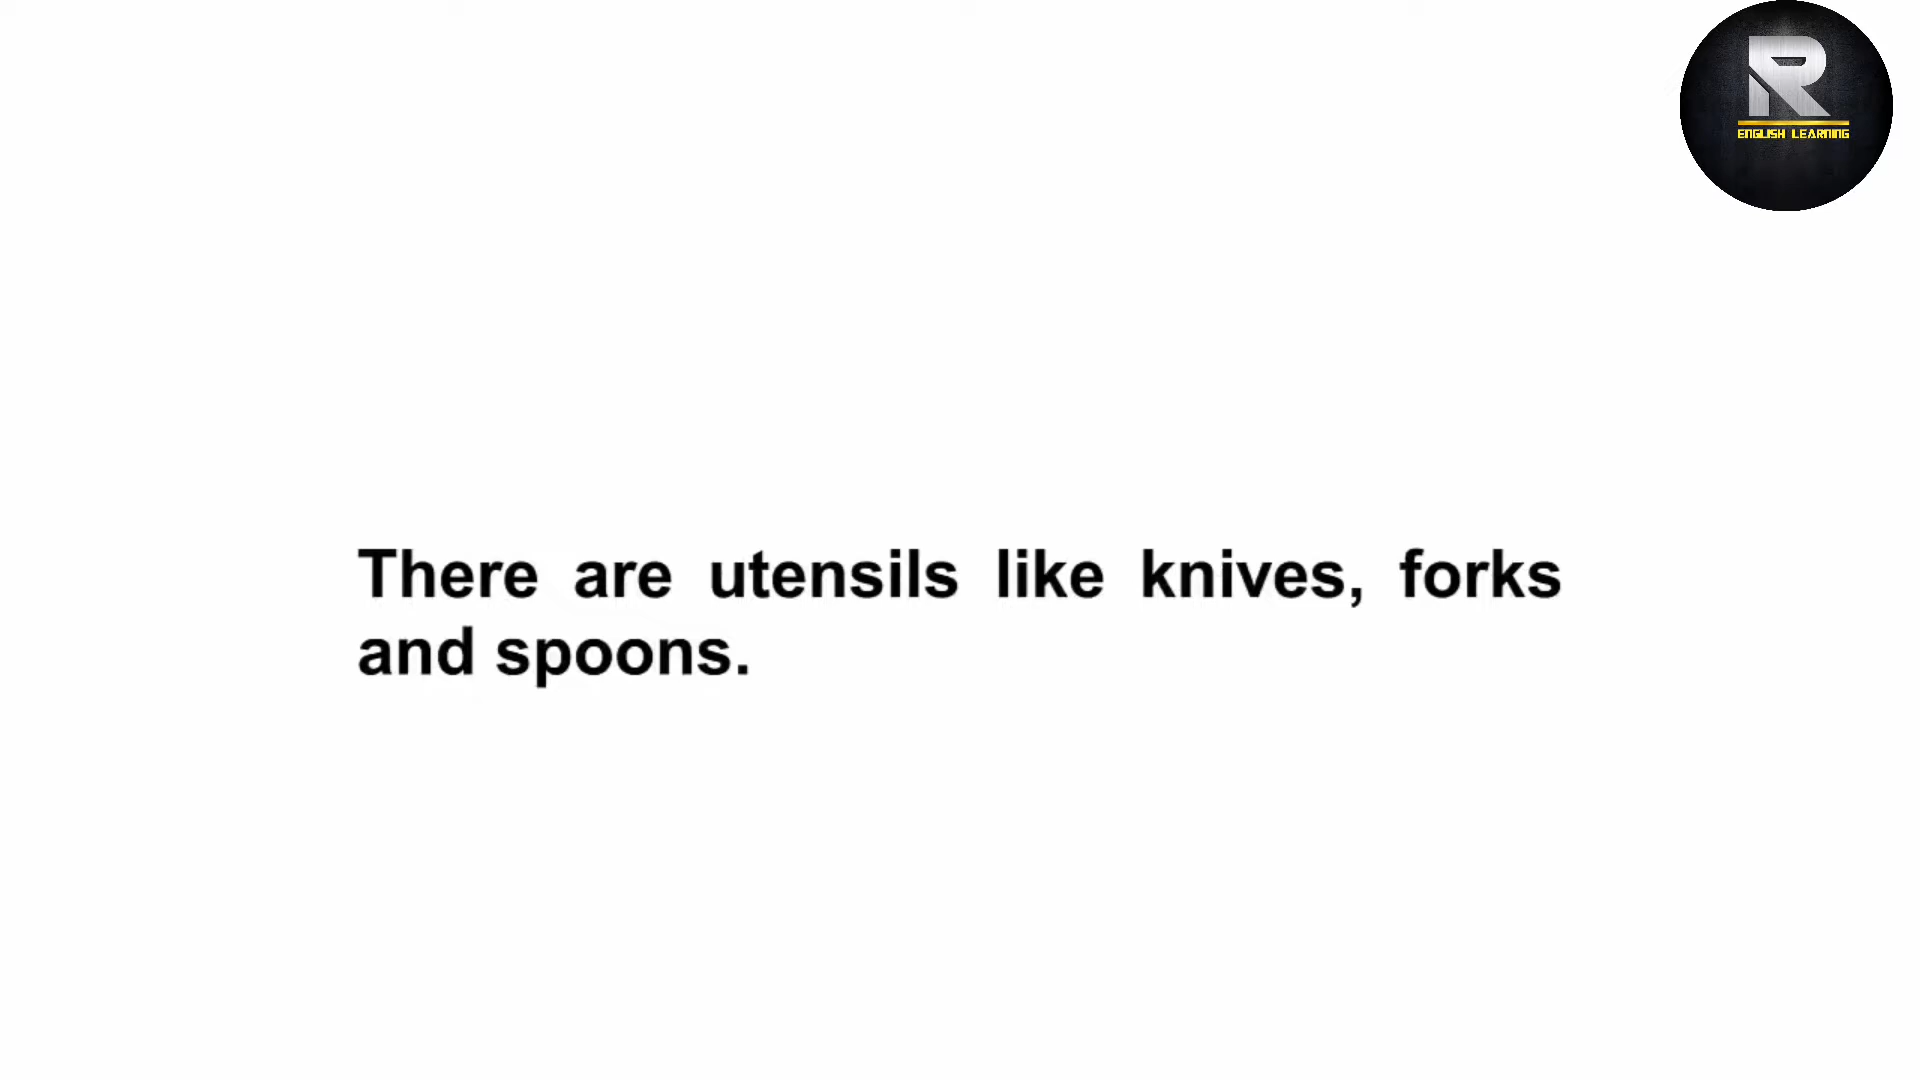 R
ENGLISH LEARNING
There are utensils like knives, forks
and spoons.